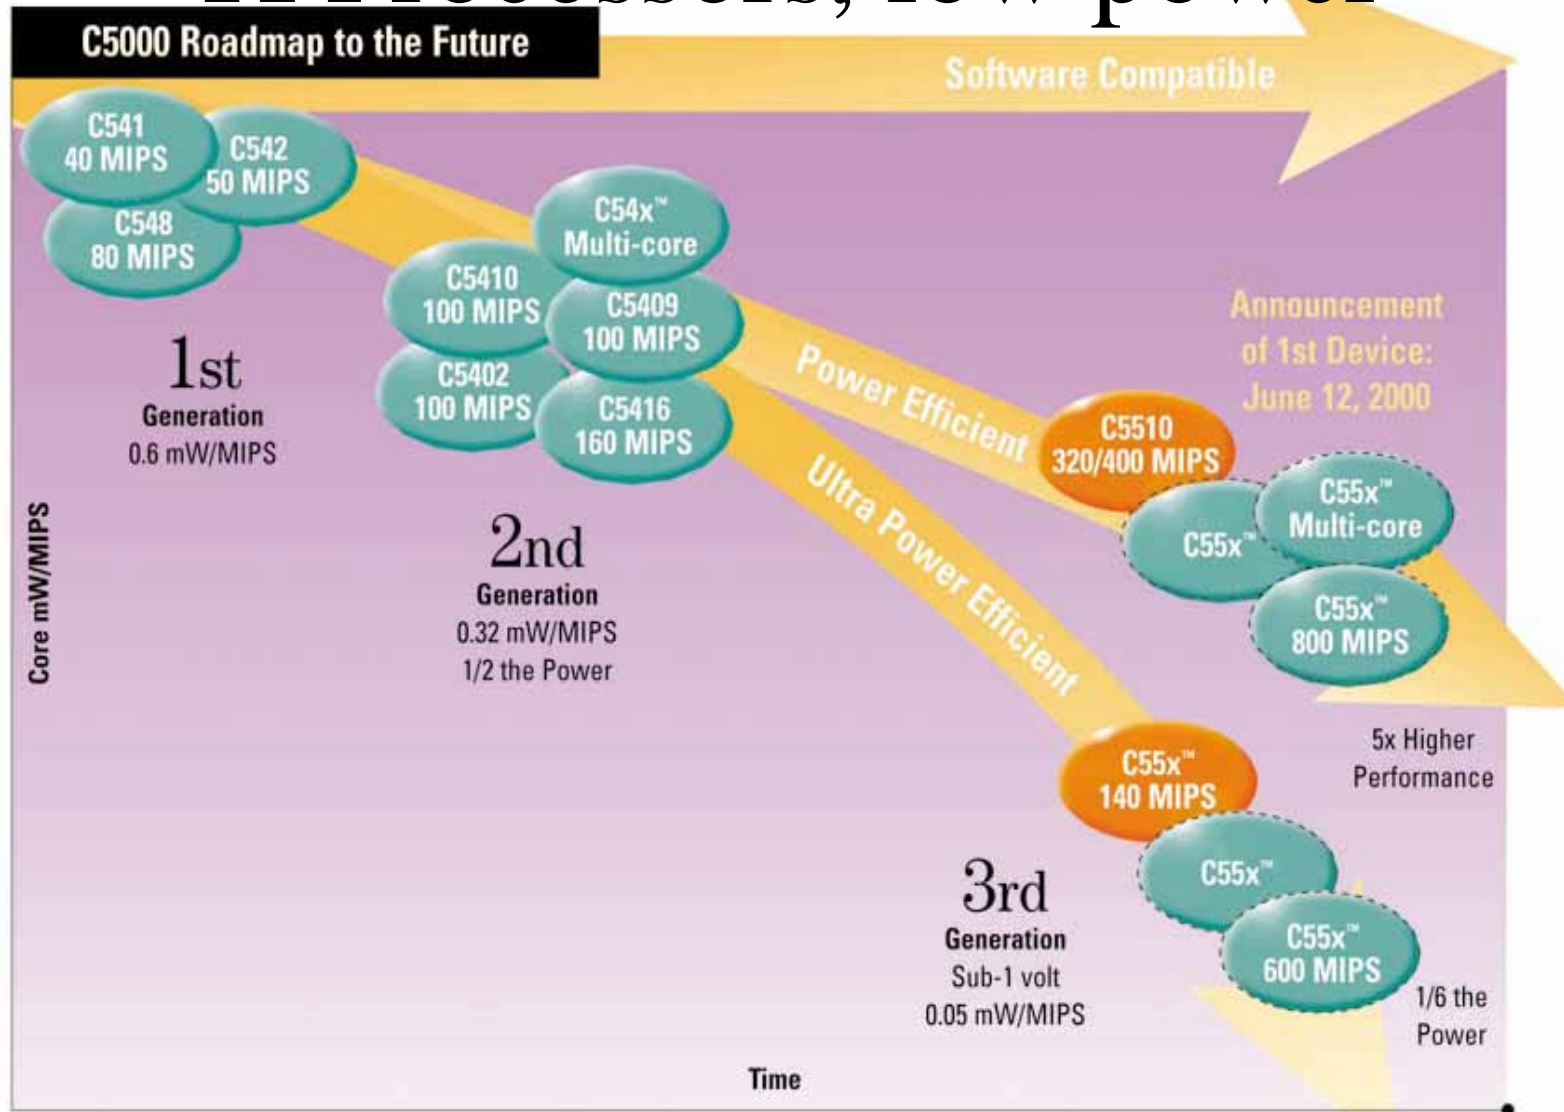 C5000 Roadmap to the Future
Software Compatible
C541
40 MIPS
C542
50 MIPS
C548
80 MIPS
C54x™
Multi-core
C5410
100 MIPS
C5409
100 MIPS
C5402
100 MIPS
C5416
160 MIPS
1st
Generation
0.6 mW/MIPS
2nd
Generation
0.32 mW/MIPS
1/2 the Power
Power Efficient
Ultra Power Efficient
Announcement
of 1st Device:
June 12, 2000
C5510
320/400 MIPS
C55x™
C55x™
Multi-core
C55x™
800 MIPS
5x Higher
Performance
C55x™
140 MIPS
C55x™
C55x™
600 MIPS
1/6 the
Power
3rd
Generation
Sub-1 volt
0.05 mW/MIPS
Core mW/MIPS
Time